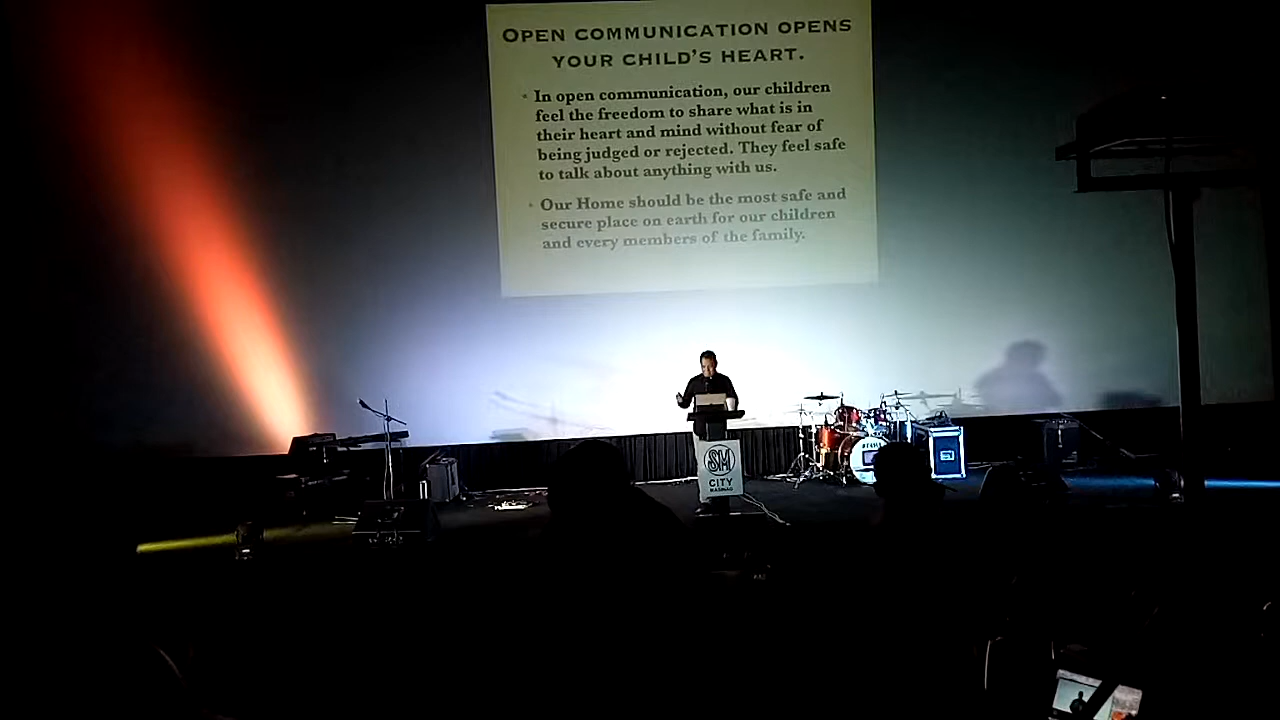 OPEN COMMUNICATION OPENS
YOUR CHILD'S HEART.
• In open communication, our children
feel the freedom to share what is in
their heart and mind without fear of
being judged or rejected. They feel safe
to talk about anything with us.
• Our Home should be the most safe and
secure place on earth for our children
and every members of the family.
SM
CITY
MASINAG
TAMA